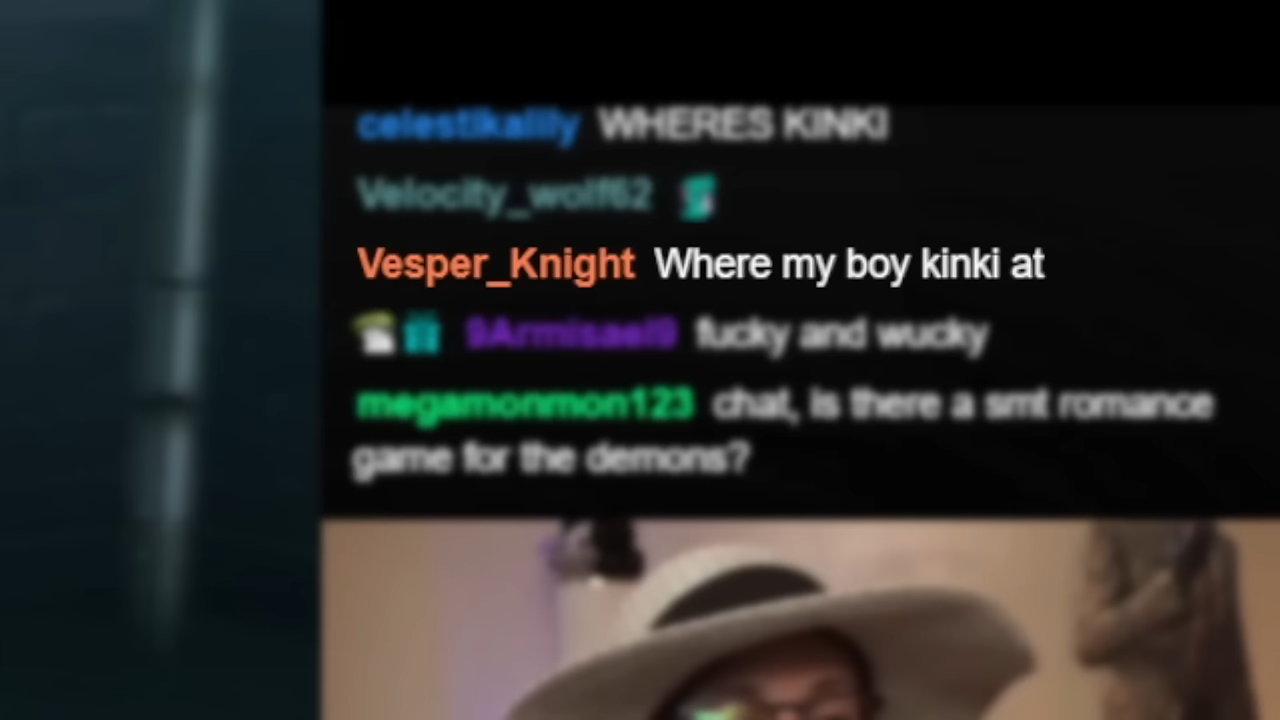 celestikalily WHERES KINKI
Velocity_wolf62
Vesper_Knight Where my boy kinki at
9Armisael9 fucky and wucky
megamonmon123 chat, is there a smt romance
game for the demons?